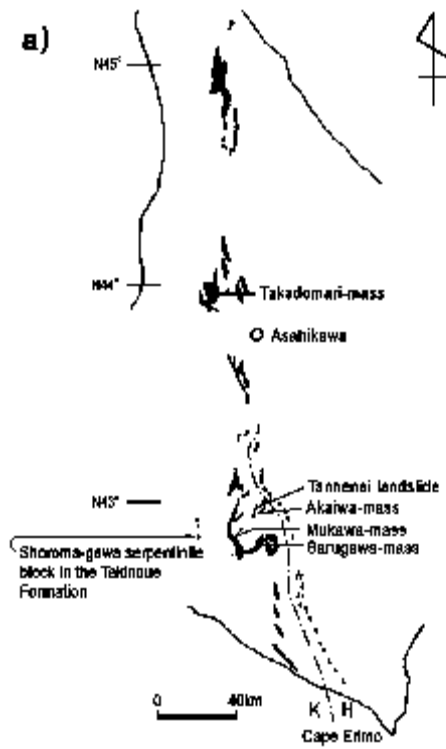 a)
N45°
N44°
Takadomari-mass
Asahikawa
Tannenai landslide
N43°
Akaiwa-mass
Mukawa-mass
Sarugawa-mass
Shoroma-gawa serpentinite
block in the Takinoue
Formation
0 40km
K H
Cape Erimo